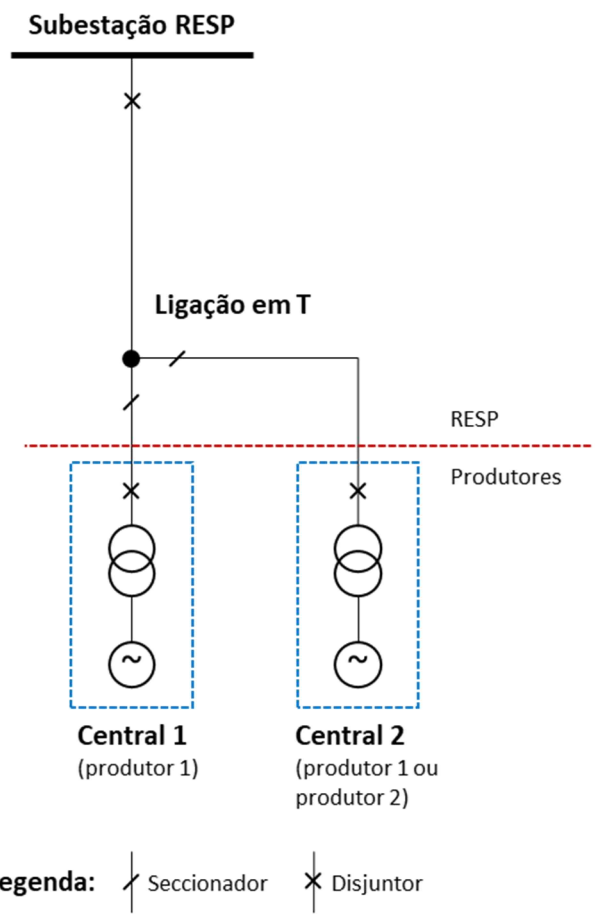 Subestação RESP
Ligação em T
RESP
Produtores
~
~
Central 1
(produtor 1)
Central 2
(produtor 1 ou
produtor 2)
egenda:
Seccionador
Disjuntor